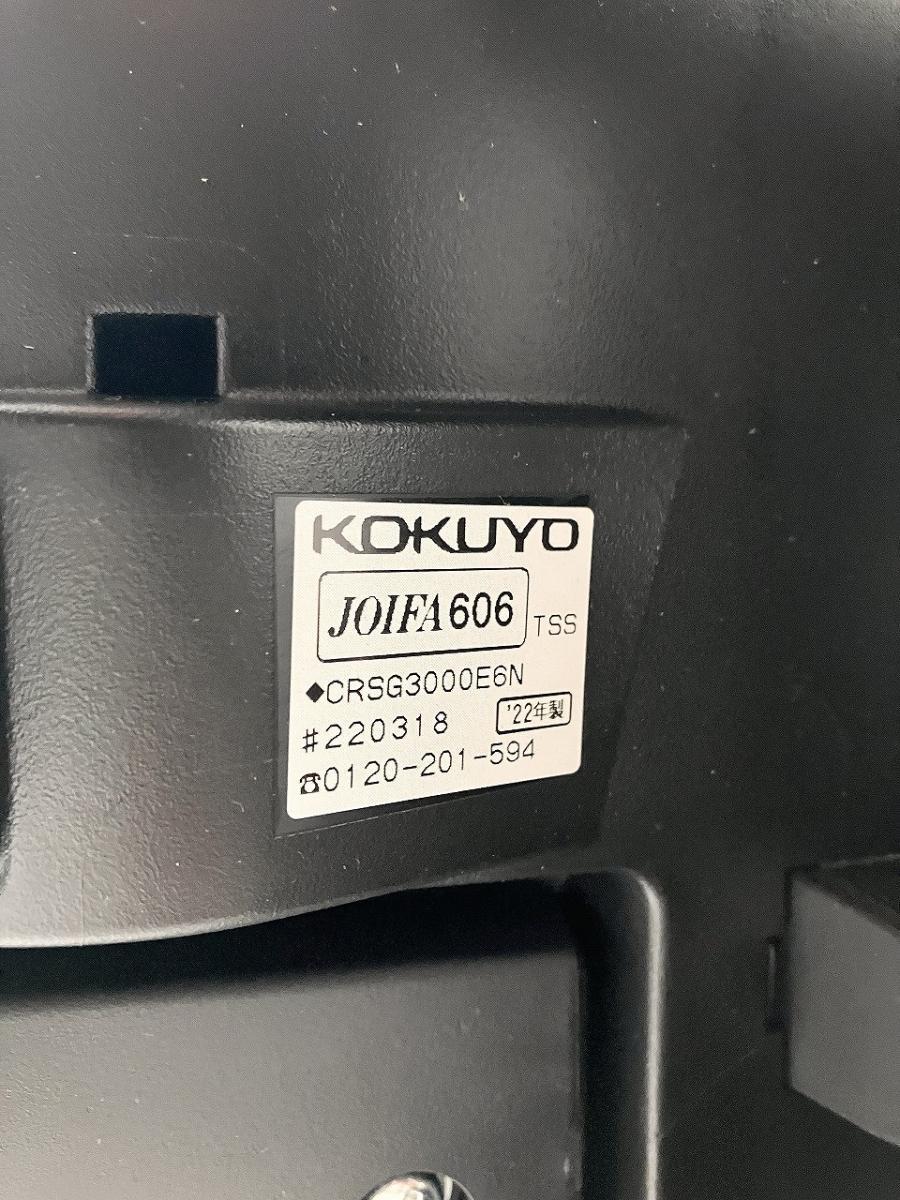 KOKUYO
JOIFA606 TSS
◆CRSG3000E6N
#220318 '22年製
☎0120-201-594